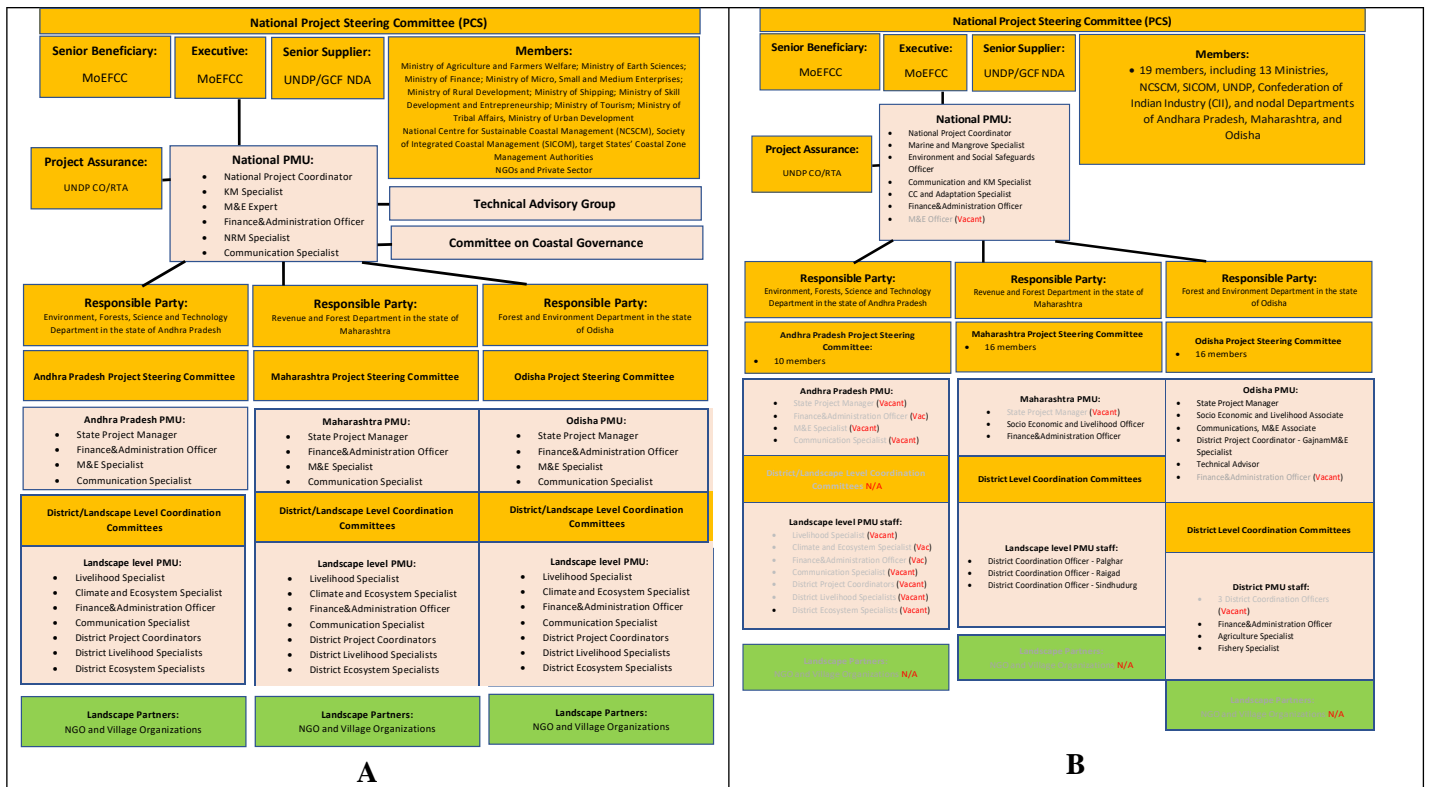 National Project Steering Committee (PCS)
Senior Beneficiary:
MoEFCC
Executive:
MoEFCC
Senior Supplier:
UNDP/GCF NDA
Members:
Ministry of Agriculture and Farmers Welfare; Ministry of Earth Sciences;
Ministry of Finance; Ministry of Micro, Small and Medium Enterprises;
Ministry of Rural Development; Ministry of Shipping; Ministry of Skill
Development and Entrepreneurship; Ministry of Tourism; Ministry of
Tribal Affairs, Ministry of Urban Development
National Centre for Sustainable Coastal Management (NCSCM), Society
of Integrated Coastal Management (SICOM), target States' Coastal Zone
Management Authorities
NGOs and Private Sector
Project Assurance:
UNDP CO/RTA
National PMU:
• National Project Coordinator
• KM Specialist
• M&E Expert
• Finance&Administration Officer
• NRM Specialist
• Communication Specialist
Technical Advisory Group
Committee on Coastal Governance
Responsible Party:
Environment, Forests, Science and Technology
Department in the state of Andhra Pradesh
Responsible Party:
Revenue and Forest Department in the state of
Maharashtra
Responsible Party:
Forest and Environment Department in the state
of Odisha
Andhra Pradesh Project Steering Committee
Maharashtra Project Steering Committee
Odisha Project Steering Committee
Andhra Pradesh PMU:
• State Project Manager
• Finance&Administration Officer
• M&E Specialist
• Communication Specialist
Maharashtra PMU:
• State Project Manager
• Finance&Administration Officer
• M&E Specialist
• Communication Specialist
Odisha PMU:
• State Project Manager
• Finance&Administration Officer
• M&E Specialist
• Communication Specialist
District/Landscape Level Coordination
Committees
District/Landscape Level Coordination
Committees
District/Landscape Level Coordination
Committees
Landscape level PMU:
• Livelihood Specialist
• Climate and Ecosystem Specialist
• Finance&Administration Officer
• Communication Specialist
• District Project Coordinators
• District Livelihood Specialists
• District Ecosystem Specialists
Landscape level PMU:
• Livelihood Specialist
• Climate and Ecosystem Specialist
• Finance&Administration Officer
• Communication Specialist
• District Project Coordinators
• District Livelihood Specialists
• District Ecosystem Specialists
Landscape level PMU:
• Livelihood Specialist
• Climate and Ecosystem Specialist
• Finance&Administration Officer
• Communication Specialist
• District Project Coordinators
• District Livelihood Specialists
• District Ecosystem Specialists
Landscape Partners:
NGO and Village Organizations
Landscape Partners:
NGO and Village Organizations
Landscape Partners:
NGO and Village Organizations
A
National Project Steering Committee (PCS)
Senior Beneficiary:
MoEFCC
Executive:
MoEFCC
Senior Supplier:
UNDP/GCF NDA
Members:
• 19 members, including 13 Ministries,
NCSCM, SICOM, UNDP, Confederation
of Indian Industry (CII), and nodal Departments
of Andhra Pradesh, Maharashtra, and
Odisha
Project Assurance:
UNDP CO/RTA
National PMU:
• National Project Coordinator
• Marine and Mangrove Specialist
• Environment and Social Safeguards
Officer
• Communication and KM Specialist
• CC and Adaptation Specialist
• Finance&Administration Officer
• M&E Officer (Vacant)
Responsible Party:
Environment, Forests, Science and Technology
Department in the state of Andhra Pradesh
Responsible Party:
Revenue and Forest Department in the state of
Maharashtra
Responsible Party:
Forest and Environment Department in the state
of Odisha
Andhra Pradesh Project Steering
Committee:
• 10 members
Maharashtra Project Steering Committee
• 16 members
Odisha Project Steering Committee
• 16 members
Andhra Pradesh PMU:
• State Project Manager (Vacant)
• Finance&Administration Officer (Vac)
• M&E Specialist (Vacant)
• Communication Specialist (Vacant)
Maharashtra PMU:
• State Project Manager (Vacant)
• Socio Economic and Livelihood Officer
• Finance&Administration Officer
Odisha PMU:
• State Project Manager
• Socio Economic and Livelihood Associate
• Communications, M&E Associate
• District Project Coordinator - GajnamM&E
Specialist
• Technical Advisor
• Finance&Administration Officer (Vacant)
District/Landscape Level Coordination
Committees N/A
District Level Coordination Committees
District Level Coordination Committees
Landscape level PMU staff:
• Livelihood Specialist (Vacant)
• Climate and Ecosystem Specialist (Vac)
• Finance&Administration Officer (Vac)
• Communication Specialist (Vacant)
• District Project Coordinators (Vacant)
• District Livelihood Specialists (Vacant)
• District Ecosystem Specialists (Vacant)
Landscape level PMU staff:
• District Coordination Officer - Palghar
• District Coordination Officer - Raigad
• District Coordination Officer - Sindhudurg
District PMU staff:
• 3 District Coordination Officers
(Vacant)
• Finance&Administration Officer
• Agriculture Specialist
• Fishery Specialist
Landscape Partners:
NGO and Village Organizations N/A
Landscape Partners:
NGO and Village Organizations N/A
Landscape Partners:
NGO and Village Organizations N/A
B